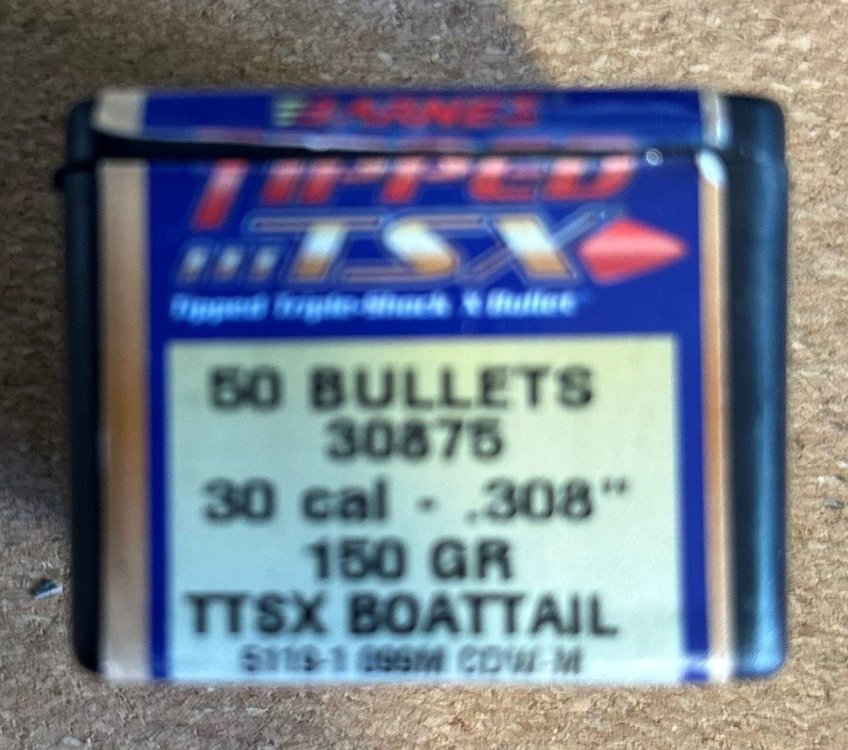 BARNES
TIPPED
TSX
Tipped Triple-Shock X Bullet
50 BULLETS
30875
30 cal - .308"
150 GR
TTSX BOATTAIL